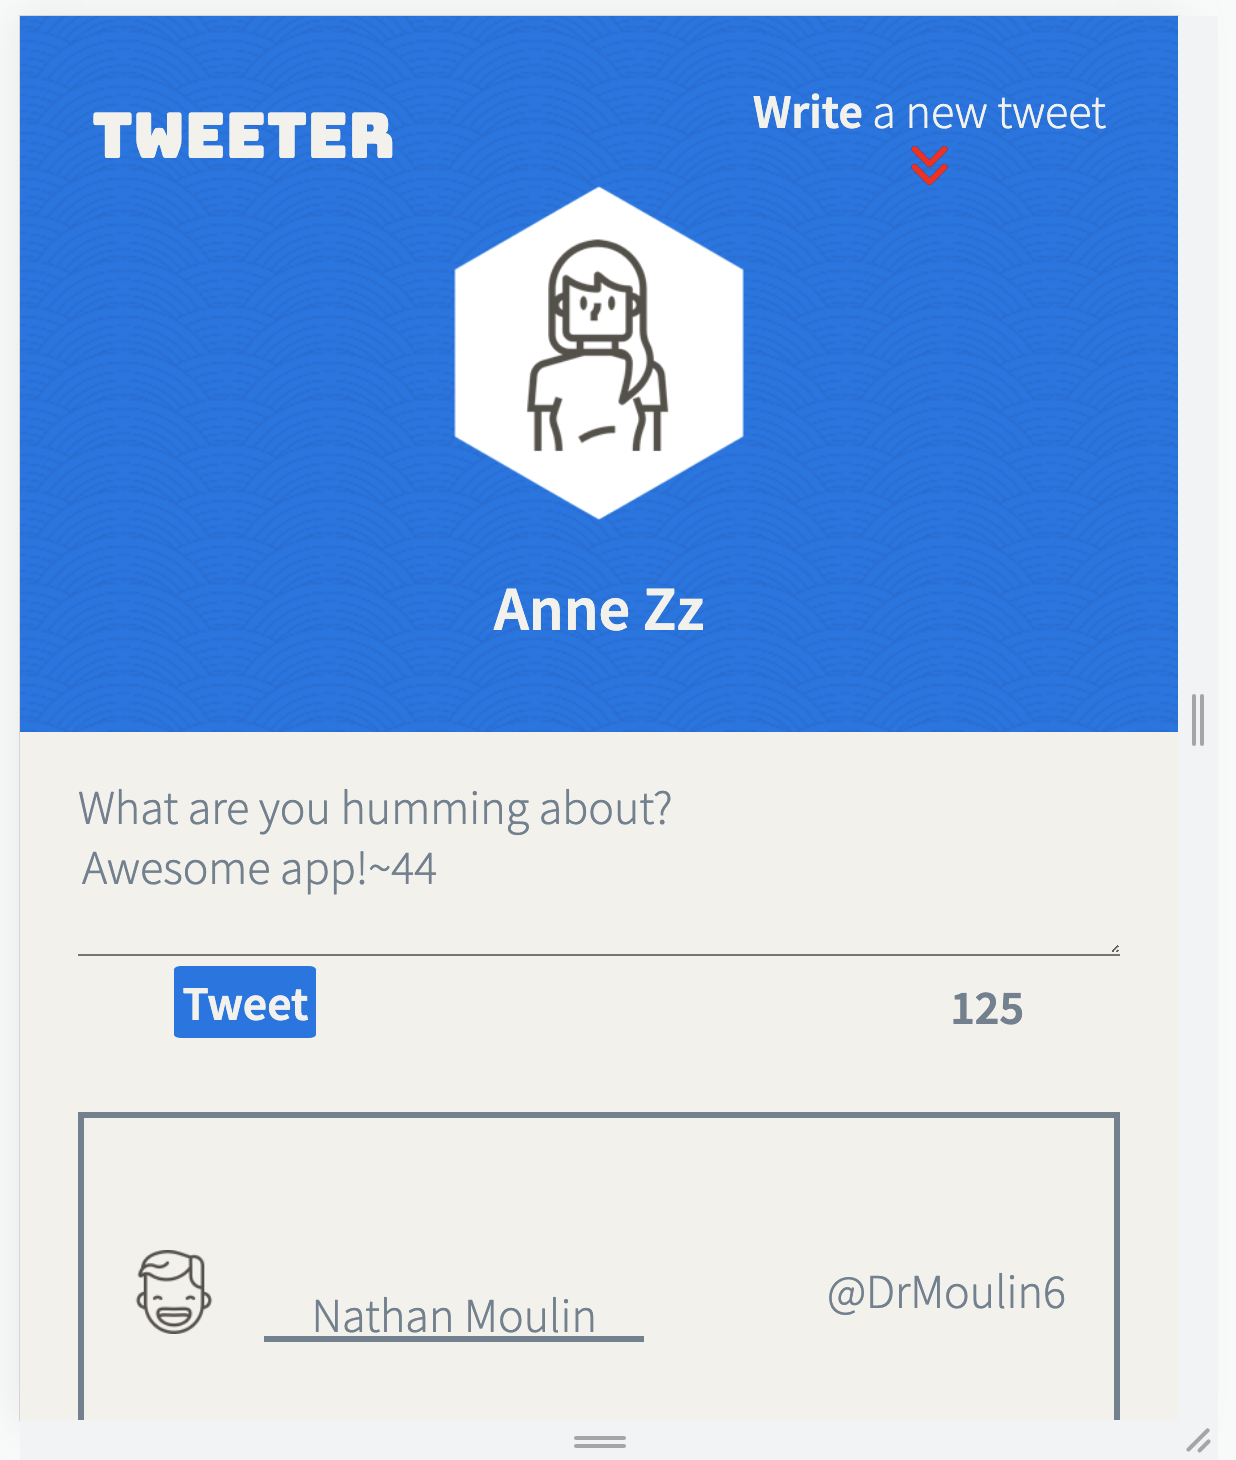 TWEETER
Write a new tweet
Anne Zz
What are you humming about?
Awesome app!~44
Tweet
125
Nathan Moulin
@DrMoulin6